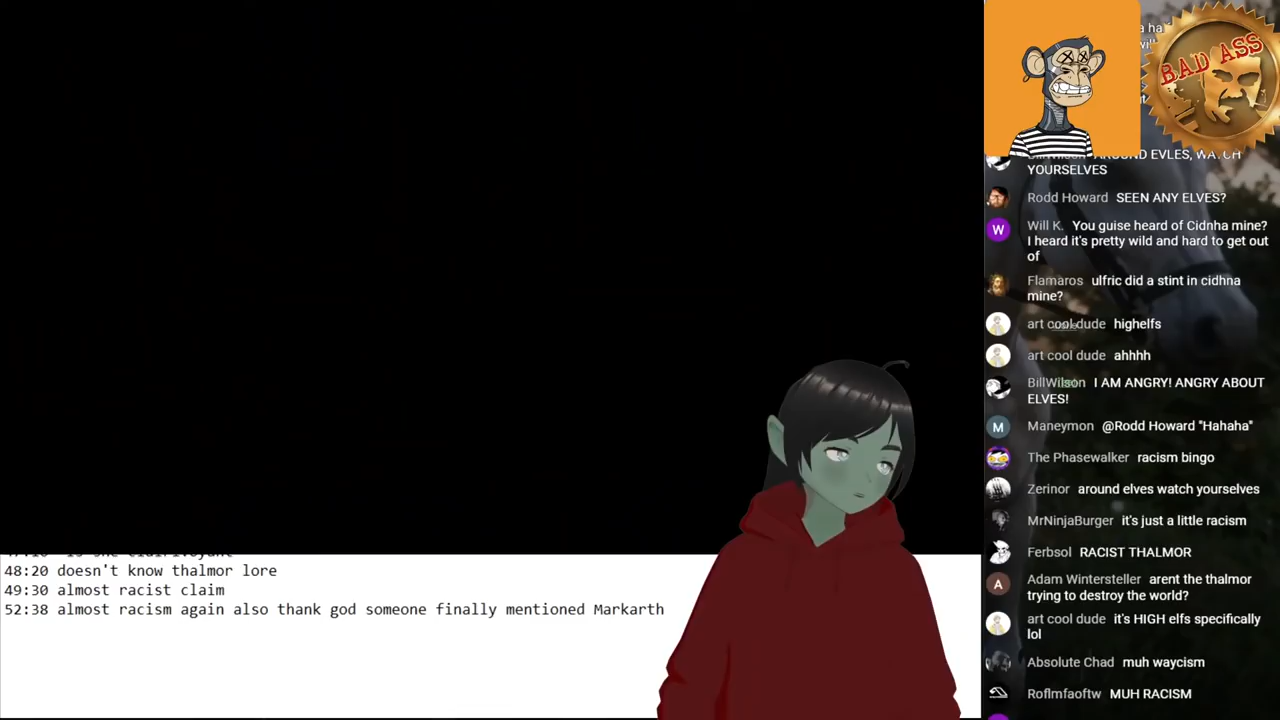 48:20 doesn't know thalmor lore
49:30 almost racist claim
52:38 almost racism again also thank god someone finally mentioned Markarth
BAD ASS
YOURSELVES
Rodd Howard SEEN ANY ELVES?
W
Will K. You guise heard of Cidnha mine?
I heard it's pretty wild and hard to get out
of
Flamaros ulfric did a stint in cidhna
mine?
art cool dude highelfs
art cool dude ahhhh
BillWilson I AM ANGRY! ANGRY ABOUT
ELVES!
M
Maneymon @Rodd Howard "Hahaha"
The Phasewalker racism bingo
Zerinor around elves watch yourselves
MrNinjaBurger it's just a little racism
Ferbsol RACIST THALMOR
A
Adam Wintersteller arent the thalmor
trying to destroy the world?
art cool dude it's HIGH elfs specifically
lol
Absolute Chad muh waycism
Roflmfaoftw MUH RACISM